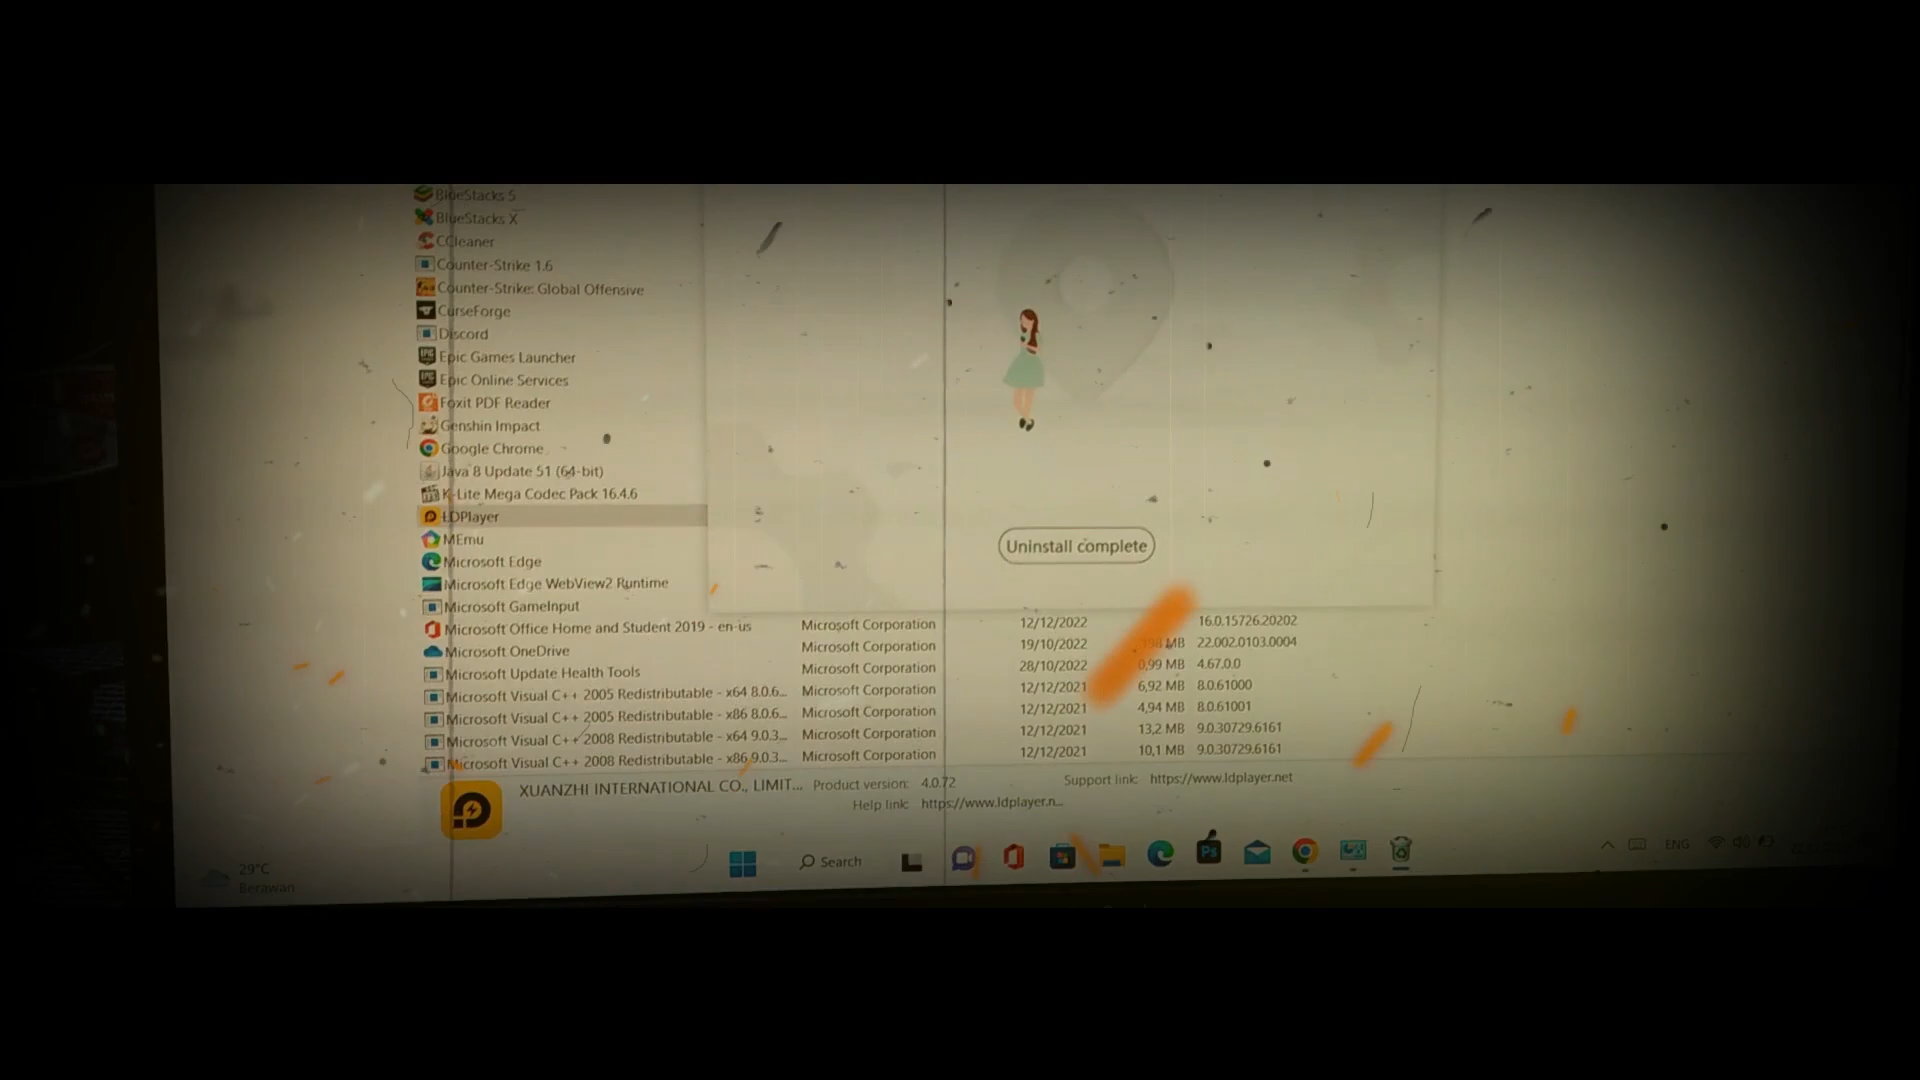 BlueStacks 5
BlueStacks X
CCleaner
Counter-Strike 1.6
Counter-Strike: Global Offensive
CurseForge
Discord
Epic Games Launcher
Epic Online Services
Foxit PDF Reader
Genshin Impact
Google Chrome
Java 8 Update 51 (64-bit)
K-Lite Mega Codec Pack 16.4.6
LDPlayer
MEmu
Uninstall complete
Microsoft Edge
Microsoft Edge WebView2 Runtime
Microsoft GameInput
Microsoft Office Home and Student 2019 - en-us Microsoft Corporation 12/12/2022 16.0.15726.20202
Microsoft OneDrive Microsoft Corporation 19/10/2022 MB 22.002.0103.0004
Microsoft Update Health Tools Microsoft Corporation 28/10/2022 0,99 MB 4.67.0.0
Microsoft Visual C++ 2005 Redistributable - x64 8.0.6... Microsoft Corporation 12/12/2021 6,92 MB 8.0.61000
Microsoft Visual C++ 2005 Redistributable - x86 8.0.6... Microsoft Corporation 12/12/2021 4,94 MB 8.0.61001
Microsoft Visual C++ 2008 Redistributable - x64 9.0.3... Microsoft Corporation 12/12/2021 13,2 MB 9.0.30729.6161
Microsoft Visual C++ 2008 Redistributable - x86 9.0.3... Microsoft Corporation 12/12/2021 10,1 MB 9.0.30729.6161
XUANZHI INTERNATIONAL CO., LIMIT... Product version: 4.0.72 Support link: https://www.ldplayer.net
Help link: https://www.ldplayer.n...
29°C
Berawan
Search
Ps
ENG